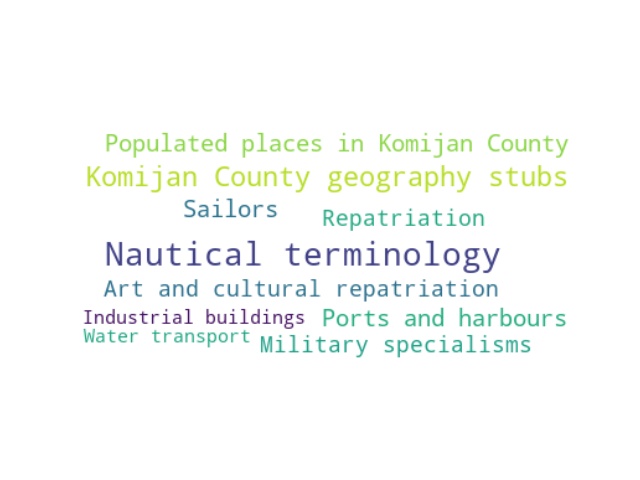 Populated places in Komijan County
Komijan County geography stubs
Sailors
Repatriation
Nautical terminology
Art and cultural repatriation
Industrial buildings
Ports and harbours
Water transport
Military specialisms